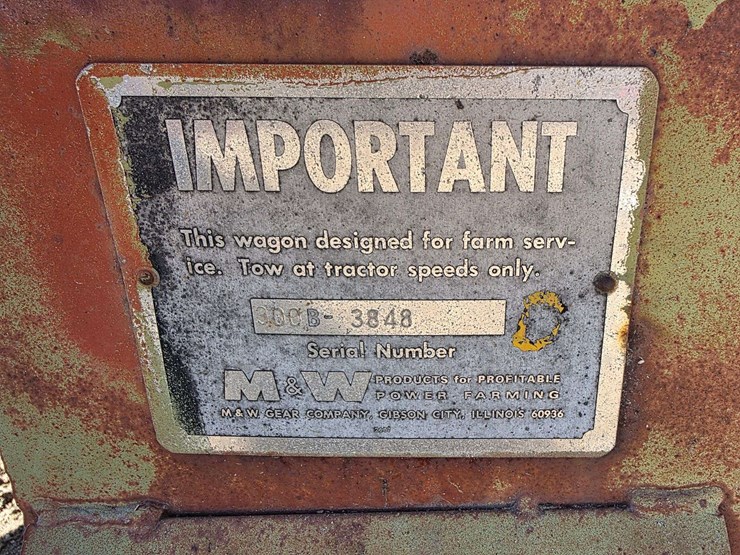 IMPORTANT
This wagon designed for farm serv-
ice. Tow at tractor speeds only.
3848
Serial Number
M & W PRODUCTS for PROFITABLE
POWER FARMING
M & W GEAR COMPANY, GIBSON CITY, ILLINOIS 60936